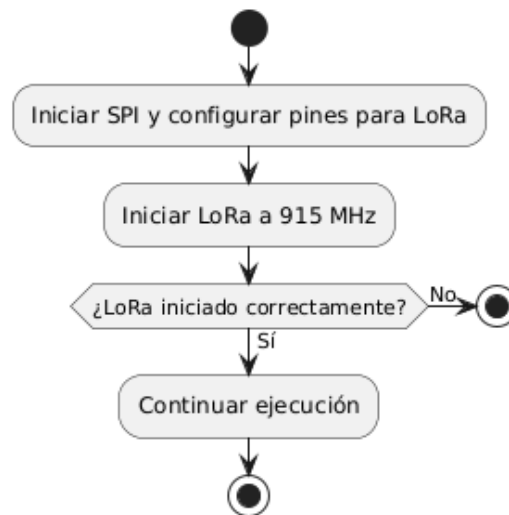 Iniciar SPI y configurar pines para LoRa
Iniciar LoRa a 915 MHz
¿LoRa iniciado correctamente?
No
Sí
Continuar ejecución